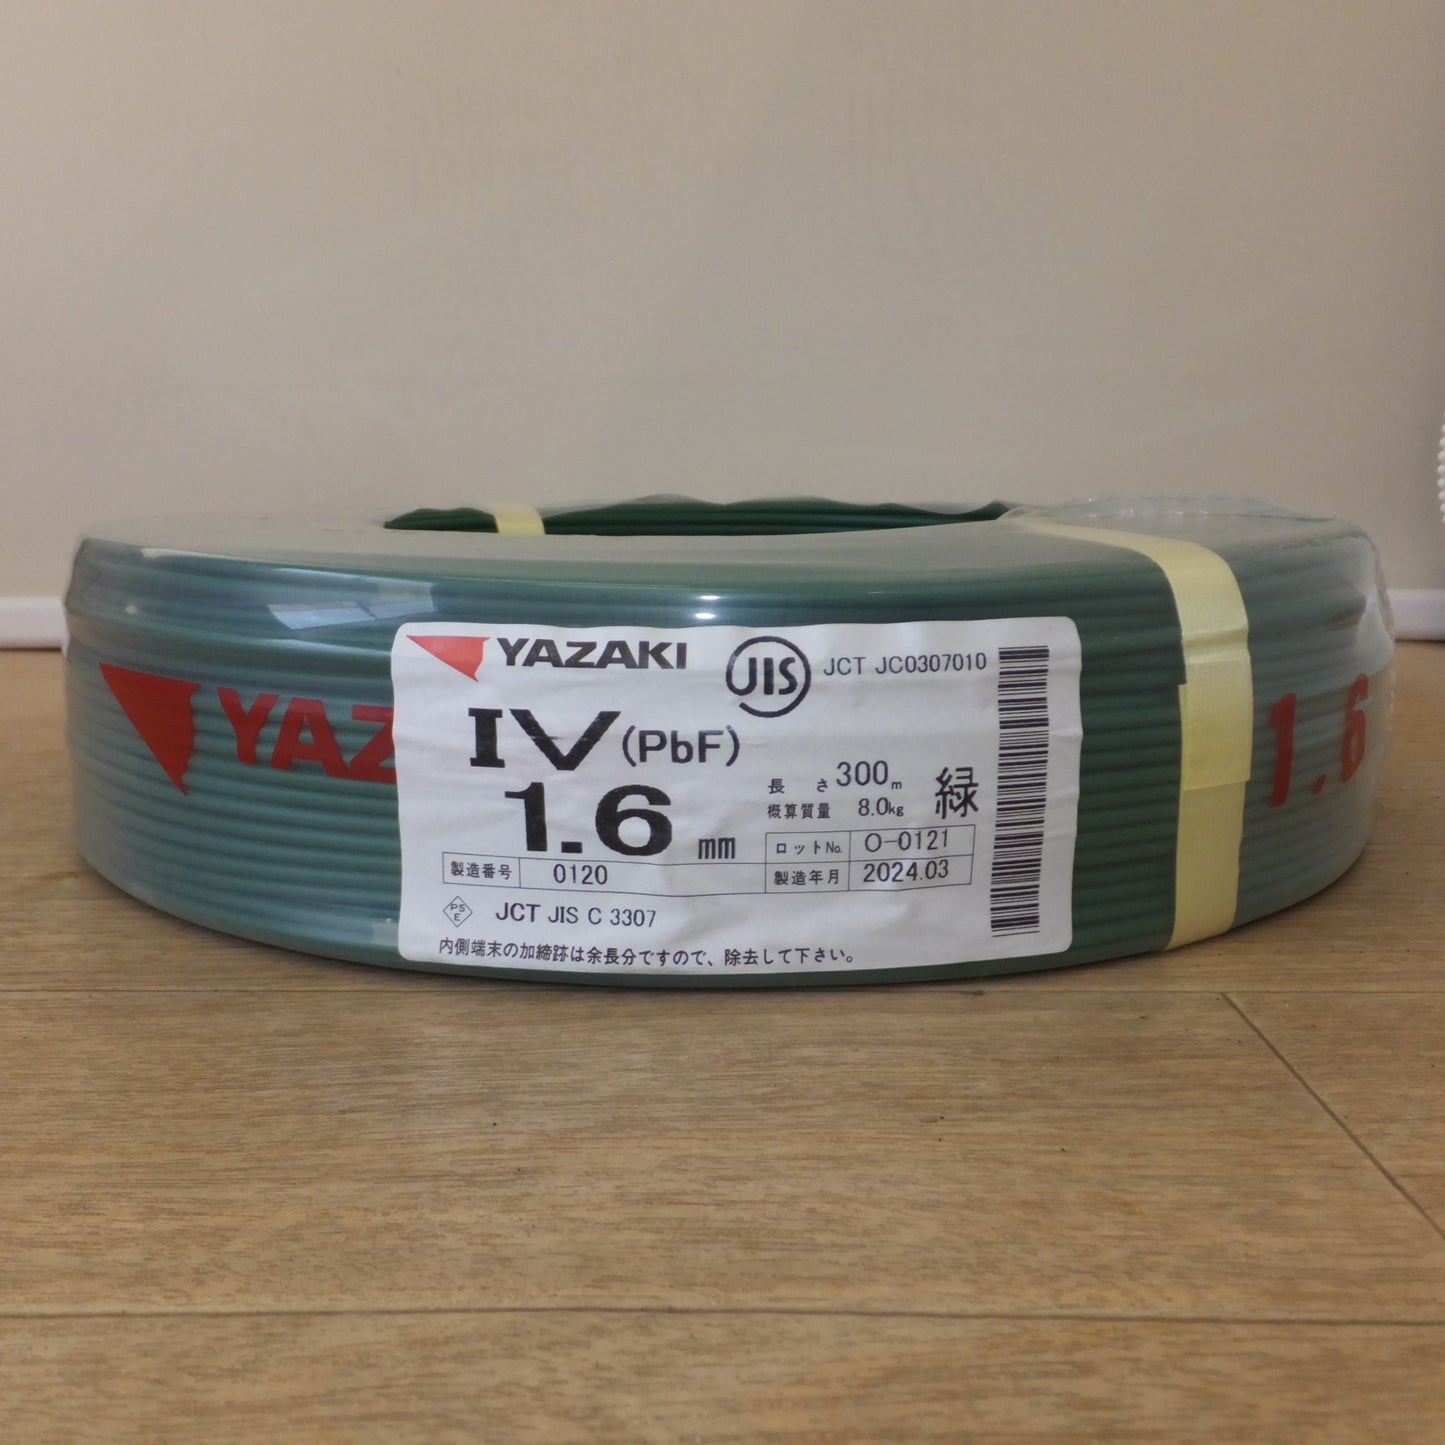 YAZAKI
JIS
JCT JC0307010
IV (PbF)
1.6 mm
長さ 300m
概算質量 8.0kg
緑
ロットNo. O-0121
製造番号 0120
製造年月 2024.03
PSE
JCT JIS C 3307
内側端末の加締跡は余長分ですので、除去して下さい。
YAZ
1.6